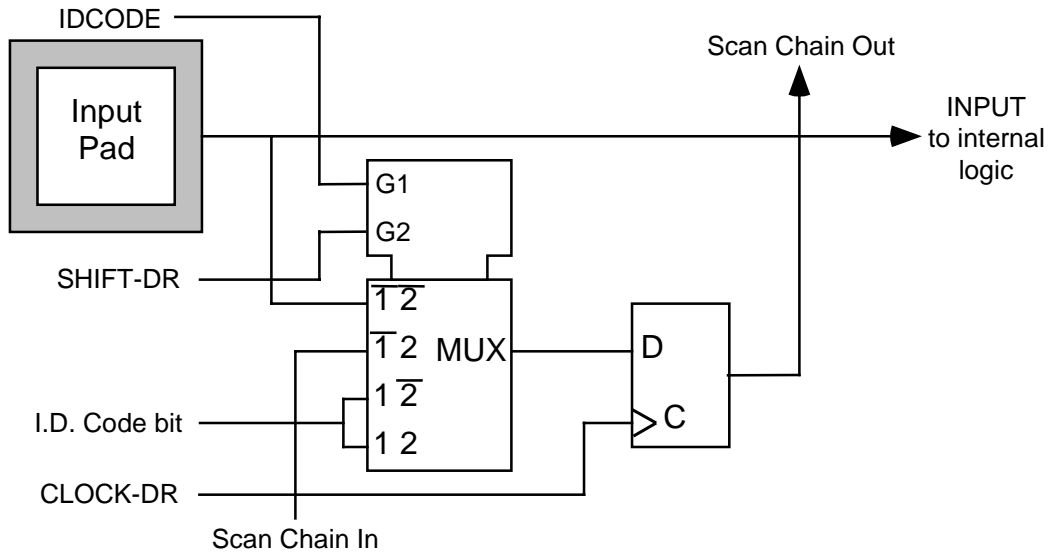 IDCODE
Scan Chain Out
Input
Pad
INPUT
to internal
logic
G1
G2
SHIFT-DR
1̅ 2̅
1̅ 2
MUX
D
1 2̅
I.D. Code bit
C
1 2
CLOCK-DR
Scan Chain In